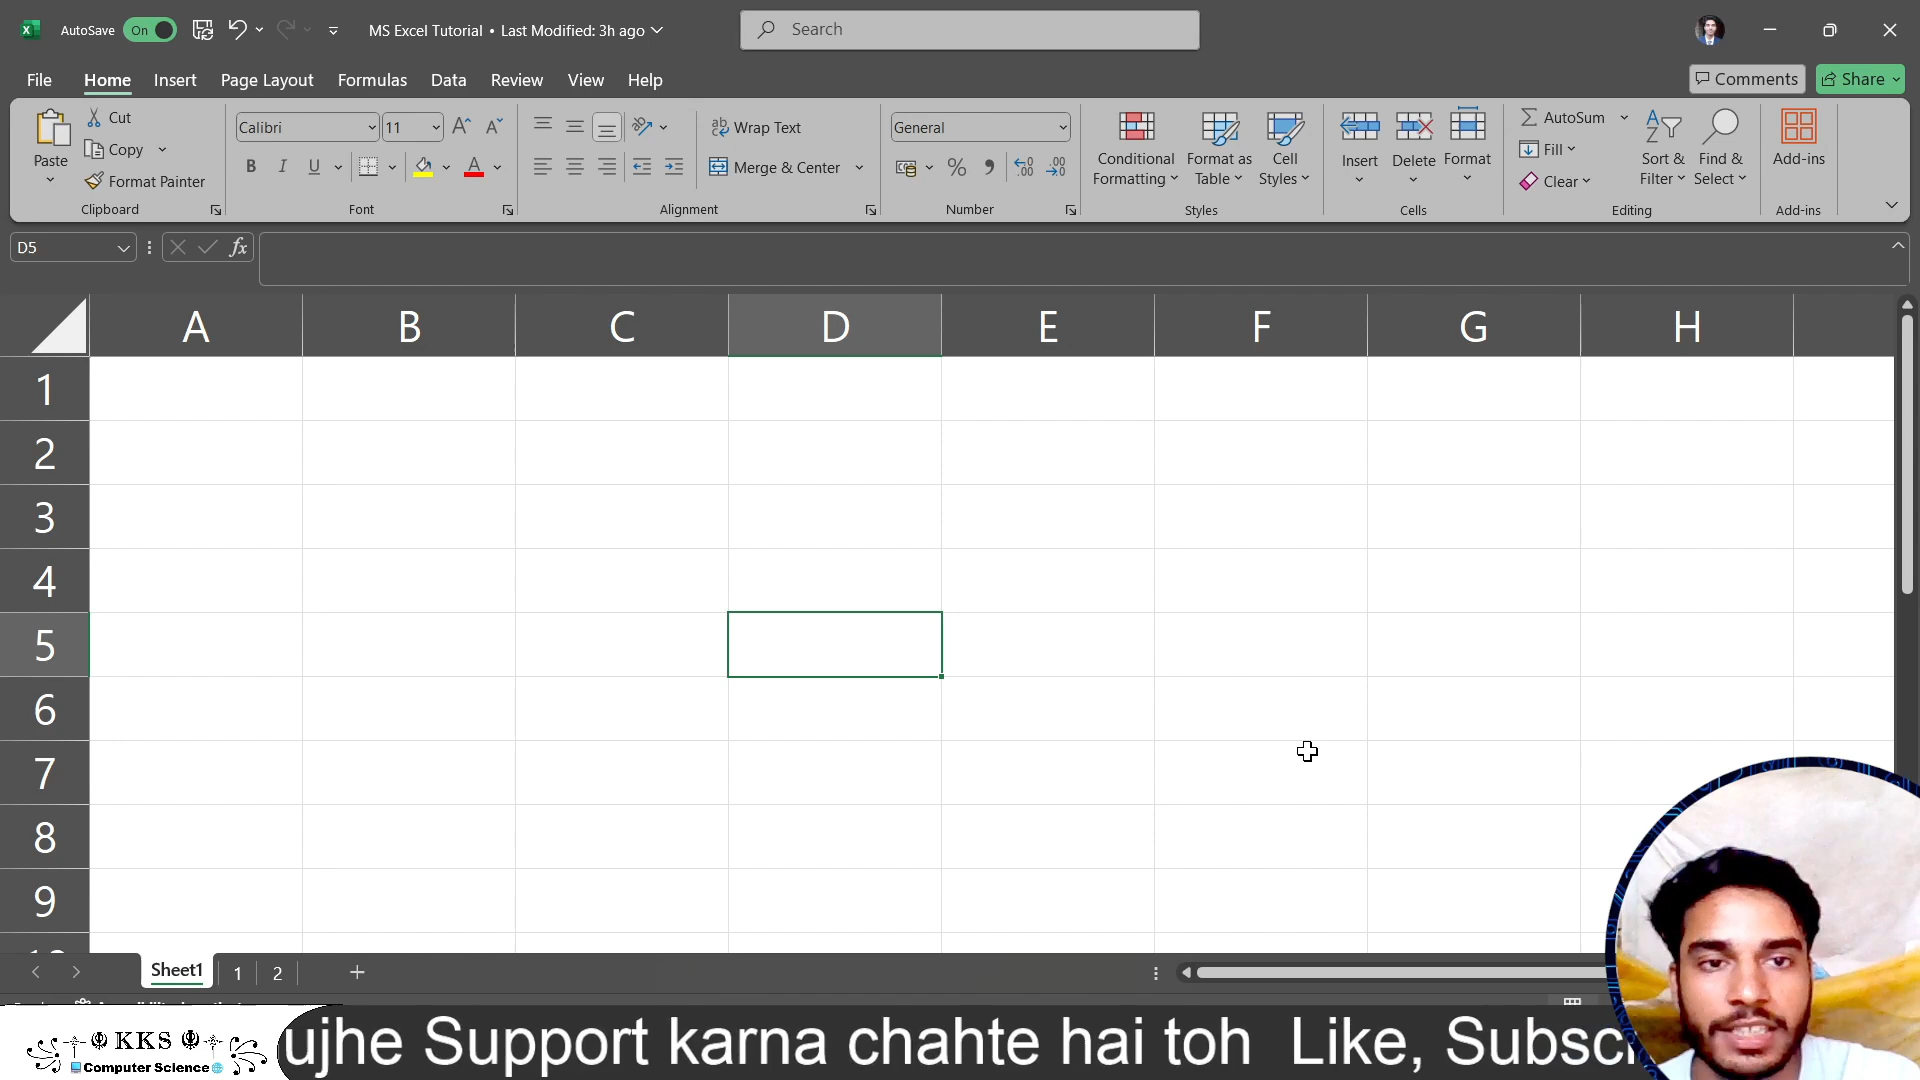 AutoSave On MS Excel Tutorial • Last Modified: 3h ago Search
File Home Insert Page Layout Formulas Data Review View Help Comments Share
Paste Cut Copy Format Painter Clipboard
Calibri 11 B I U A Font
ab Wrap Text Merge & Center Alignment
General % Number
Conditional Formatting Format as Table Cell Styles Styles
Insert Delete Format Cells
AutoSum Fill Clear Sort & Filter Find & Select Editing
Add-ins Add-ins
D5 fx
A B C D E F G H
1
2
3
4
5
6
7
8
9
Sheet1 1 2
KKS
Computer Science
ujhe Support karna chahte hai toh Like, Subsc